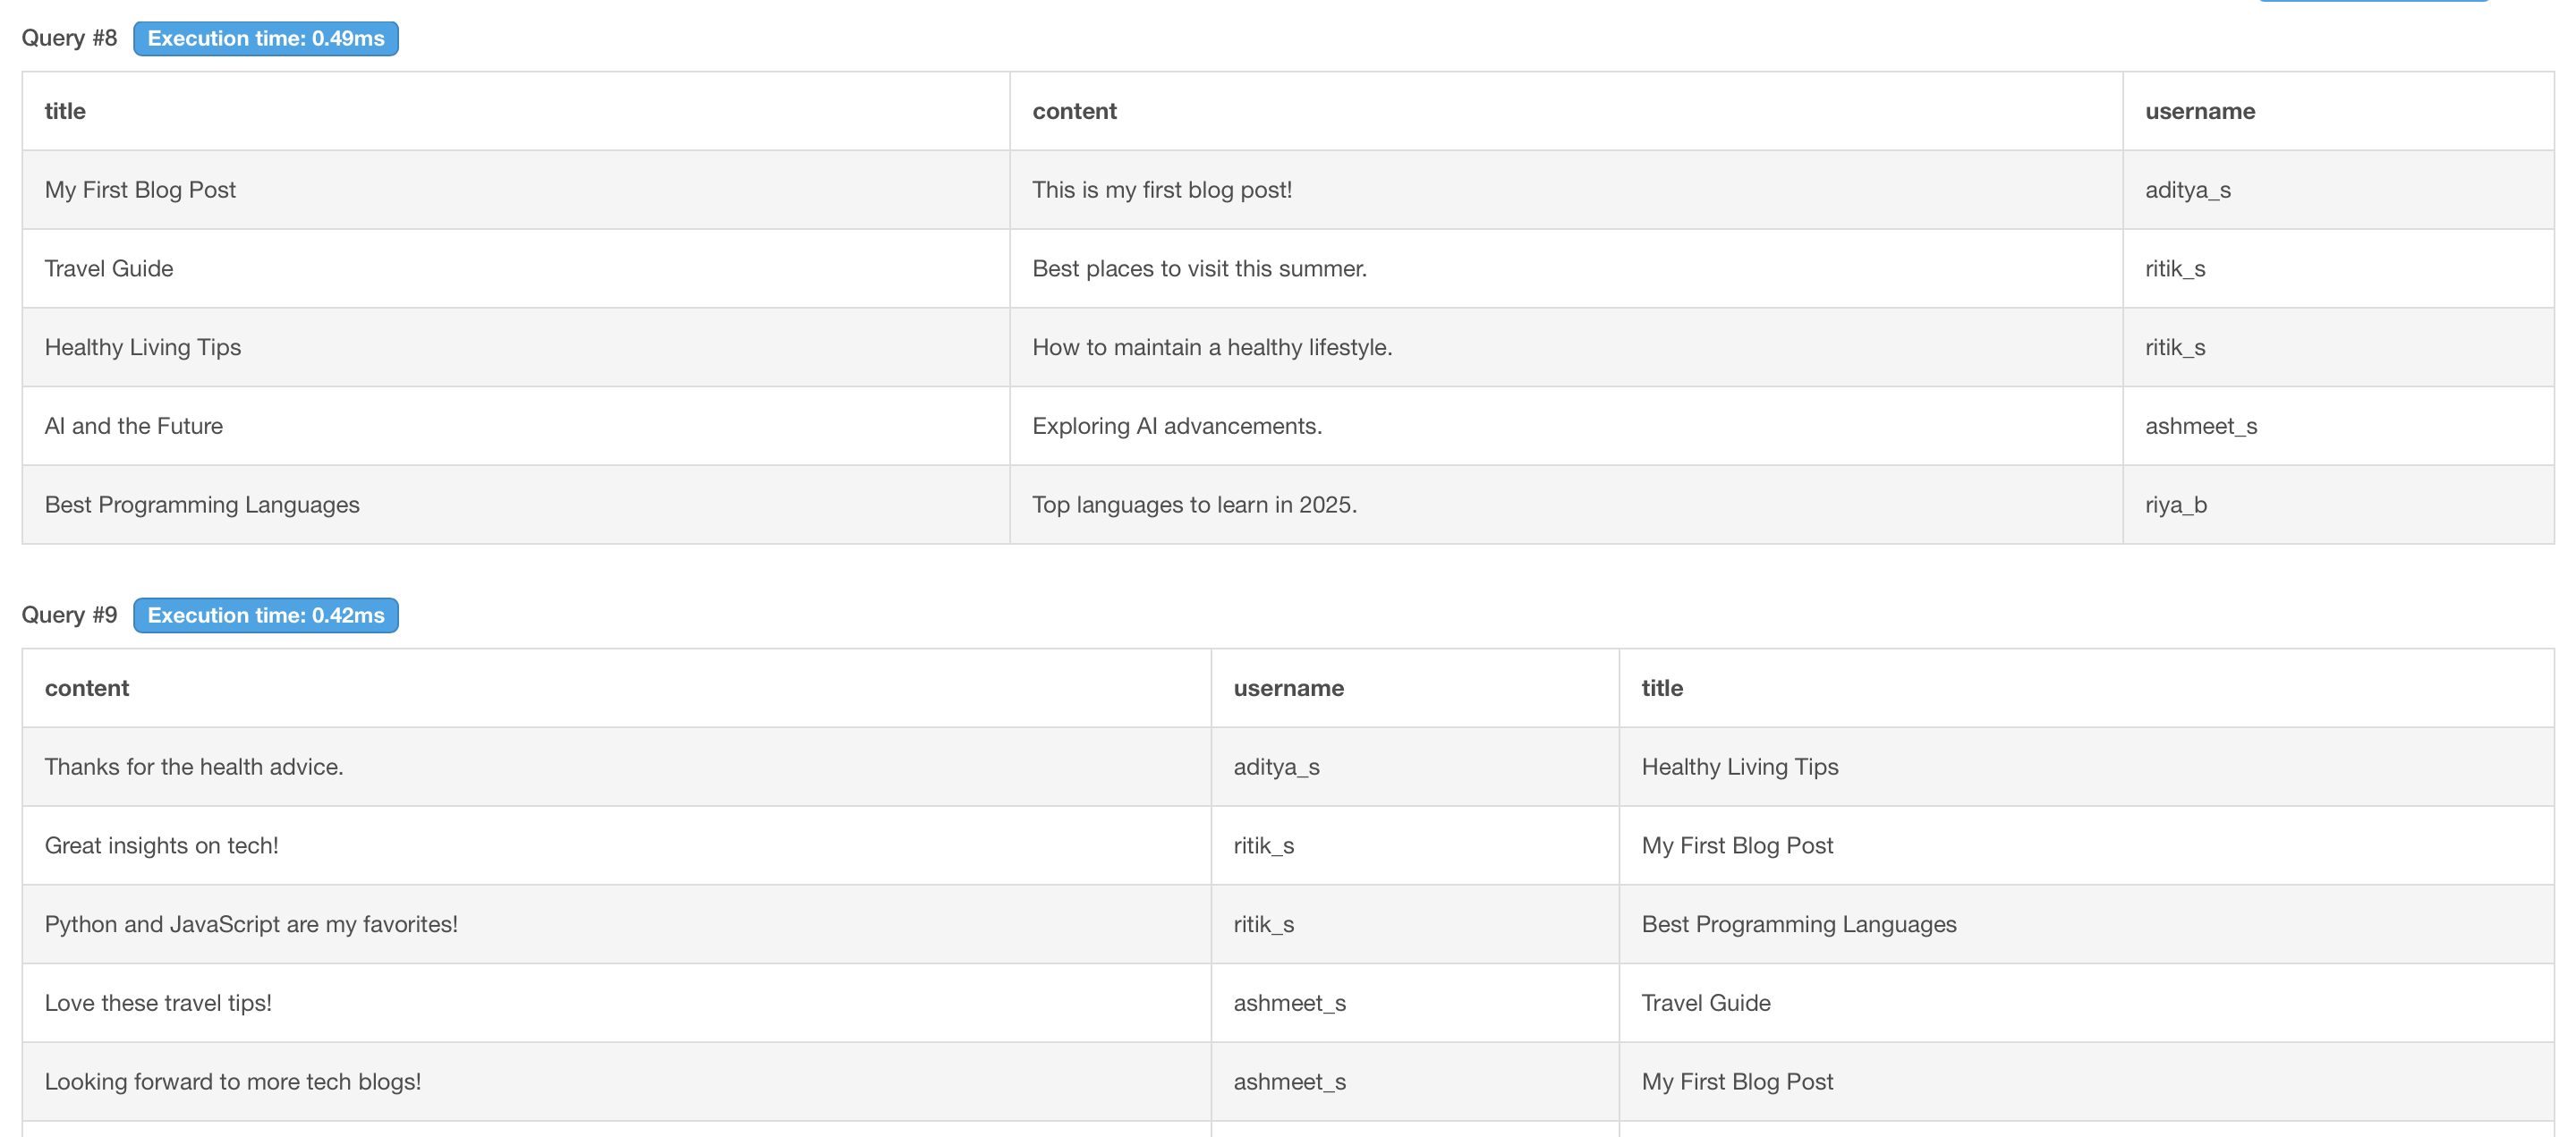 Query #8 Execution time: 0.49ms
title content username
My First Blog Post This is my first blog post! aditya_s
Travel Guide Best places to visit this summer. ritik_s
Healthy Living Tips How to maintain a healthy lifestyle. ritik_s
AI and the Future Exploring AI advancements. ashmeet_s
Best Programming Languages Top languages to learn in 2025. riya_b
Query #9 Execution time: 0.42ms
content username title
Thanks for the health advice. aditya_s Healthy Living Tips
Great insights on tech! ritik_s My First Blog Post
Python and JavaScript are my favorites! ritik_s Best Programming Languages
Love these travel tips! ashmeet_s Travel Guide
Looking forward to more tech blogs! ashmeet_s My First Blog Post